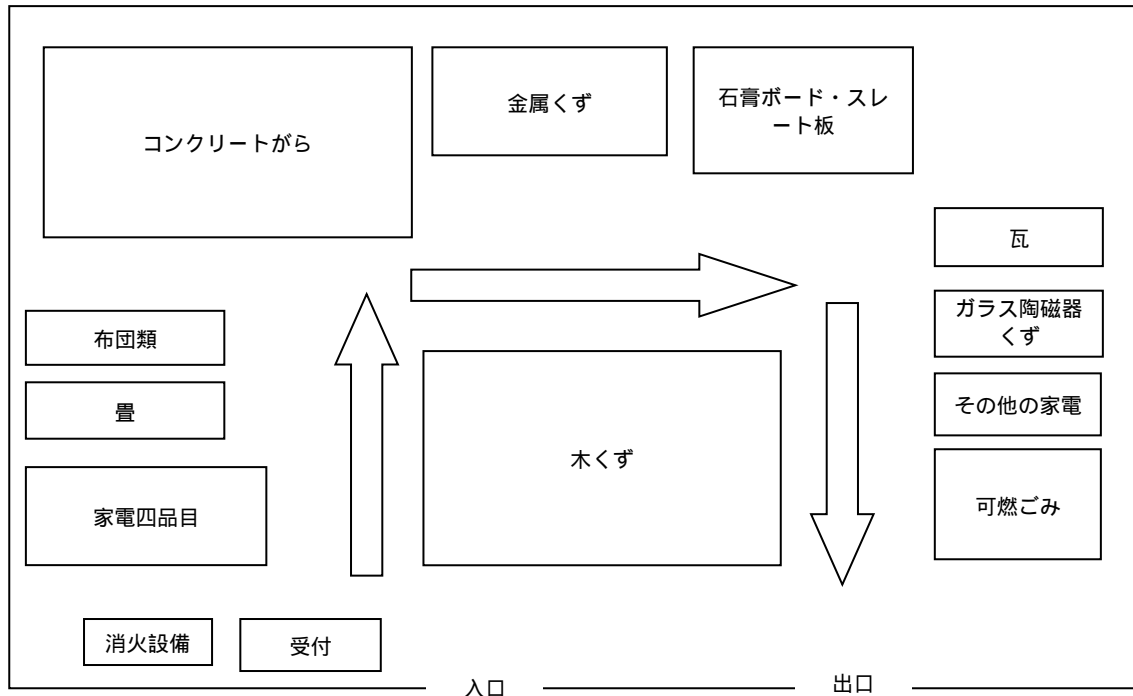 コンクリートがら
金属くず
石膏ボード・スレ
ート板
瓦
ガラス陶磁器
くず
その他の家電
可燃ごみ
布団類
畳
家電四品目
木くず
消火設備
受付
入口
出口